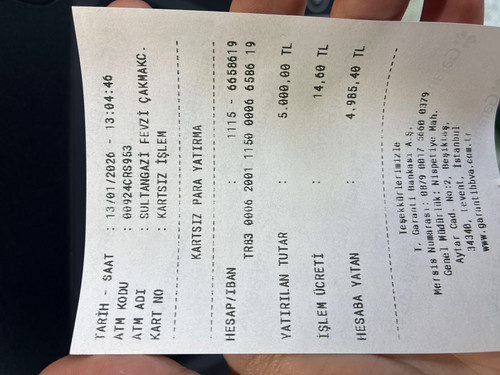 TARİH - SAAT : 13/01/2026 - 13:04:46
ATM KODU : 00924CRS953
ATM ADI : SULTANGAZİ FEVZİ ÇAKMAKC.
KART NO : KARTSIZ İŞLEM
KARTSIZ PARA YATIRMA
HESAP/IBAN : 1115 - 6658619
TR83 0006 2001 1150 0006 6586 19
YATIRILAN TUTAR : 5.000,00 TL
İŞLEM ÜCRETİ : 14,60 TL
HESABA YATAN : 4.985,40 TL
Teşekkürlerimizle
T. Garanti Bankası A.Ş.
Mersis Numarası: 0879 0017 5660 0379
Genel Müdürlük: Nispetiye Mah.
Aytar Cad. No:2, Beşiktaş,
34340, Levent, İstanbul
www.garantibbva.com.tr